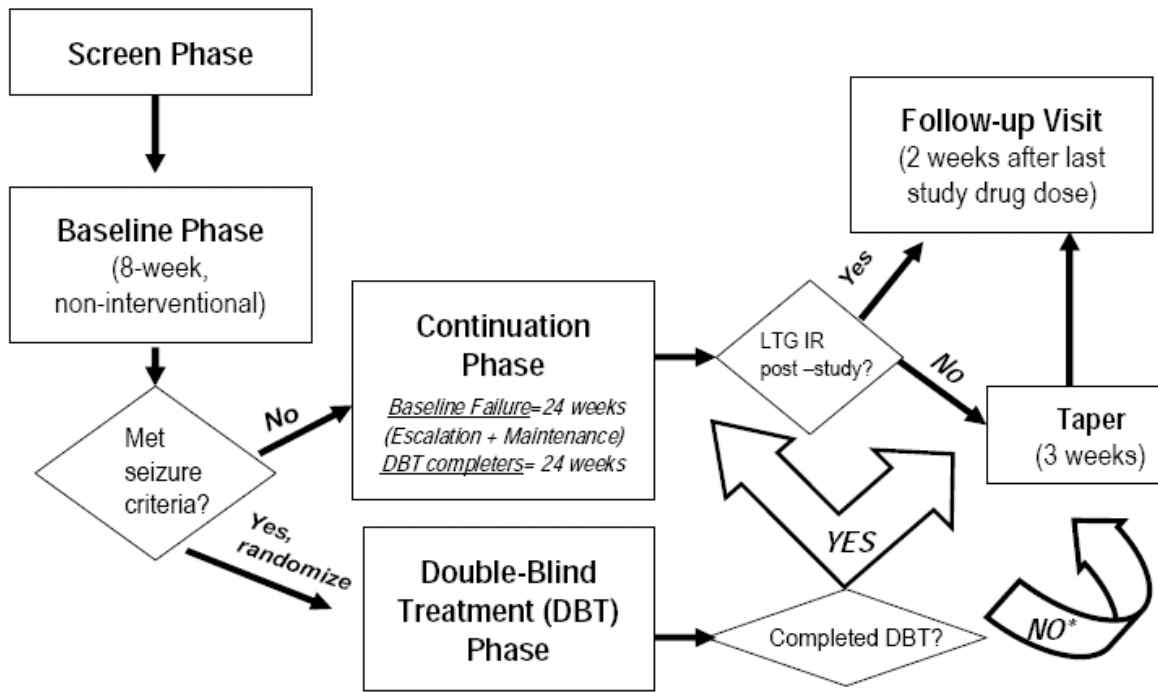 Screen Phase
Baseline Phase
(8-week,
non-interventional)
Met
seizure
criteria?
No
Yes,
randomize
Continuation
Phase
Baseline Failure=24 weeks
(Escalation + Maintenance)
DBT completers= 24 weeks
Double-Blind
Treatment (DBT)
Phase
LTG IR
post –study?
Yes
No
Follow-up Visit
(2 weeks after last
study drug dose)
Taper
(3 weeks)
YES
Completed DBT?
NO*